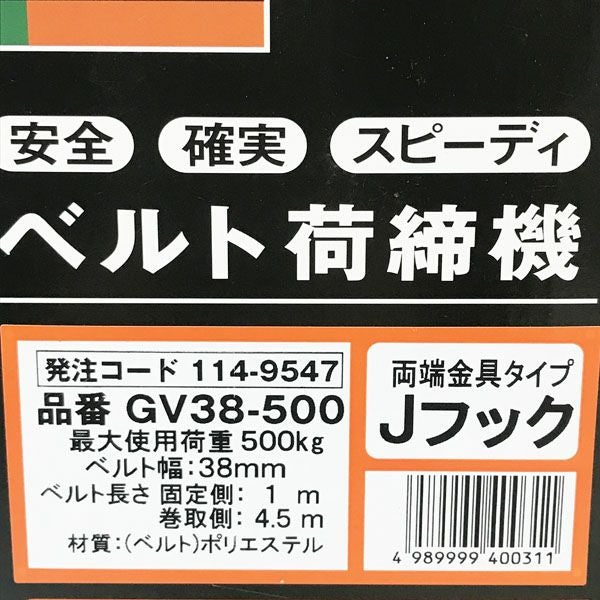 安全 確実 スピーディ
ベルト荷締機
発注コード 114-9547
品番 GV38-500
最大使用荷重 500kg
ベルト幅:38mm
ベルト長さ 固定側: 1 m
巻取側: 4.5 m
材質:(ベルト)ポリエステル
両端金具タイプ
Jフック
4 989999 400311